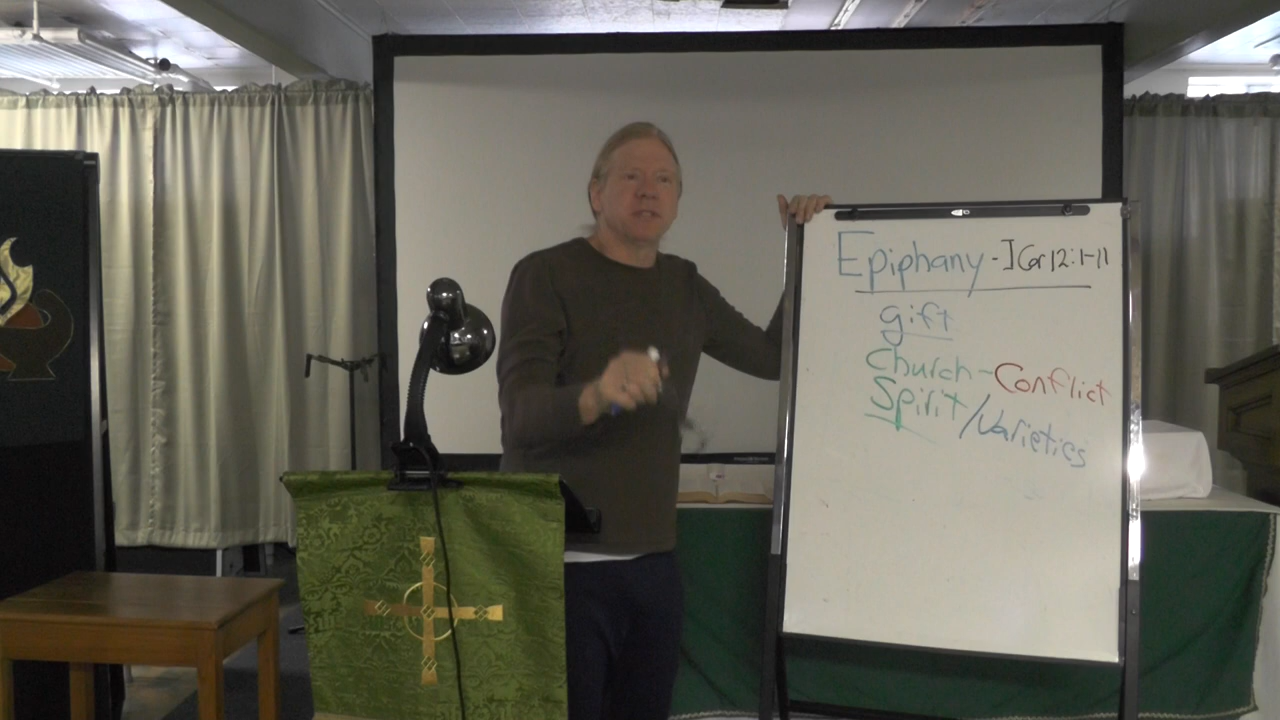 Epiphany - I Cor 12:1-11
gift
Church - Conflict
Spirit / Varieties